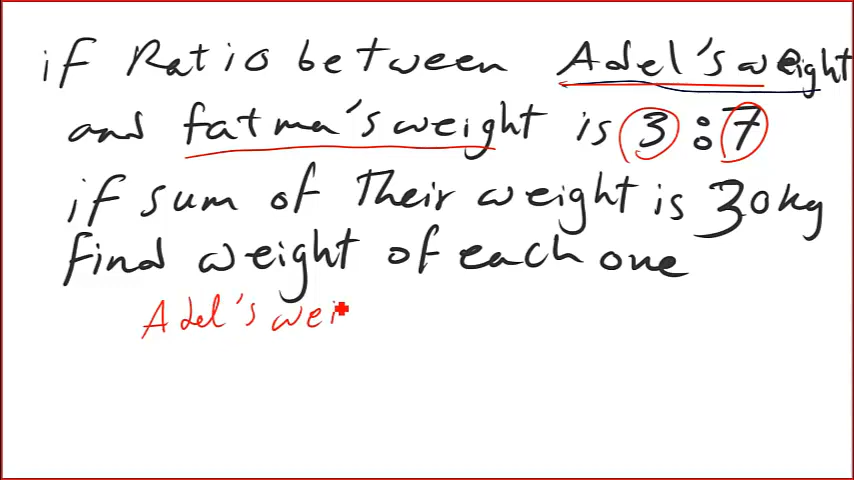 if Ratio between Adel's weight
and fatma's weight is 3:7
if sum of Their weight is 30kg
find weight of each one
Adel's wei